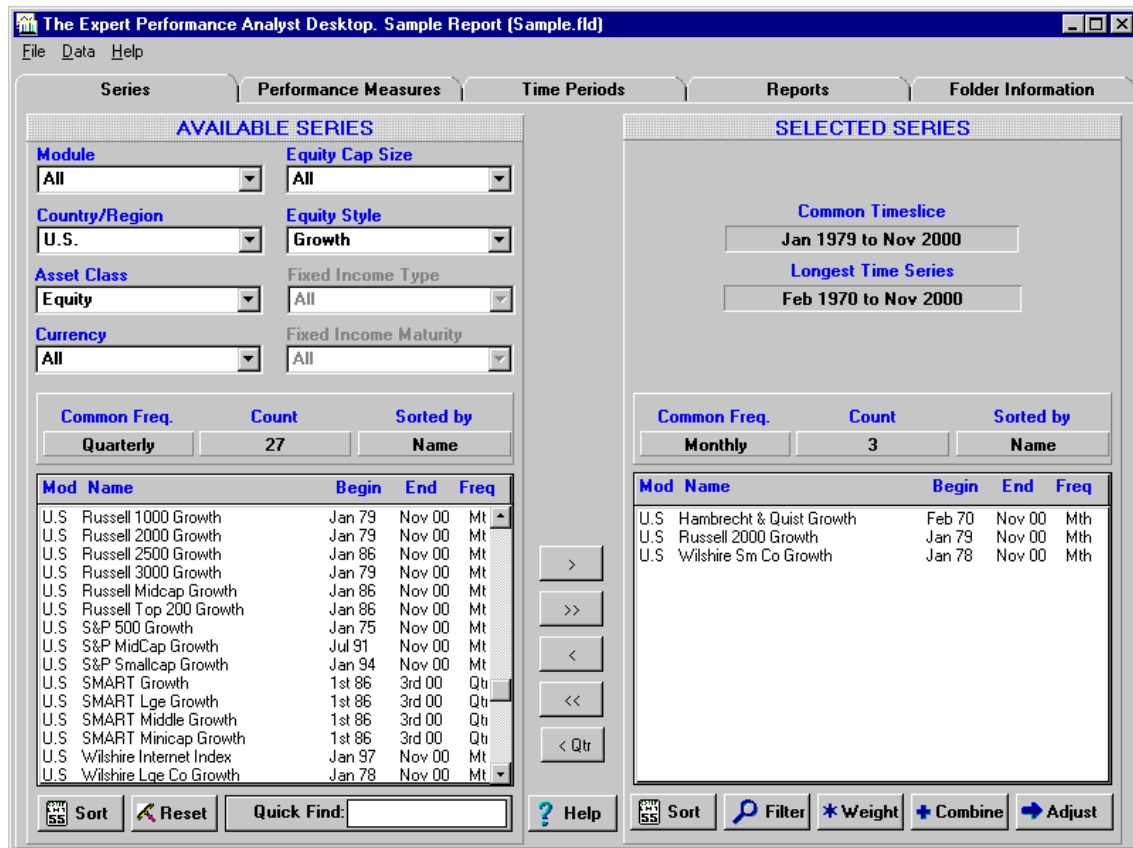 The Expert Performance Analyst Desktop. Sample Report (Sample.fld)
File Data Help
Series Performance Measures Time Periods Reports Folder Information
AVAILABLE SERIES
Module Equity Cap Size
All All
Country/Region Equity Style
U.S. Growth
Asset Class Fixed Income Type
Equity All
Currency Fixed Income Maturity
All All
Common Freq. Count Sorted by
Quarterly 27 Name
Mod Name Begin End Freq
U.S Russell 1000 Growth Jan 79 Nov 00 Mt
U.S Russell 2000 Growth Jan 79 Nov 00 Mt
U.S Russell 2500 Growth Jan 86 Nov 00 Mt
U.S Russell 3000 Growth Jan 79 Nov 00 Mt
U.S Russell Midcap Growth Jan 86 Nov 00 Mt
U.S Russell Top 200 Growth Jan 86 Nov 00 Mt
U.S S&P 500 Growth Jan 75 Nov 00 Mt
U.S S&P MidCap Growth Jul 91 Nov 00 Mt
U.S S&P Smallcap Growth Jan 94 Nov 00 Mt
U.S SMART Growth 1st 86 3rd 00 Qtr
U.S SMART Lge Growth 1st 86 3rd 00 Qtr
U.S SMART Middle Growth 1st 86 3rd 00 Qtr
U.S SMART Minicap Growth 1st 86 3rd 00 Qtr
U.S Wilshire Internet Index Jan 97 Nov 00 Mt
U.S Wilshire Lge Co Growth Jan 78 Nov 00 Mt
Sort Reset Quick Find:
>
>>
<
<<
< Qtr
? Help
SELECTED SERIES
Common Timeslice
Jan 1979 to Nov 2000
Longest Time Series
Feb 1970 to Nov 2000
Common Freq. Count Sorted by
Monthly 3 Name
Mod Name Begin End Freq
U.S Hambrecht & Quist Growth Feb 70 Nov 00 Mth
U.S Russell 2000 Growth Jan 79 Nov 00 Mth
U.S Wilshire Sm Co Growth Jan 78 Nov 00 Mth
Sort Filter Weight Combine Adjust